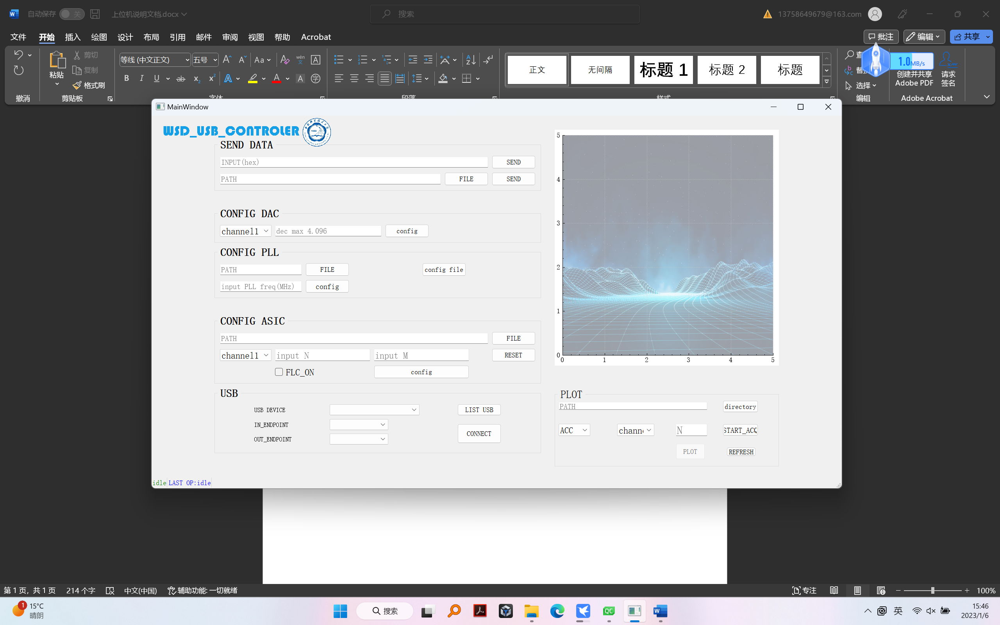 自动保存 关 上位机说明文档.docx 搜索 13758649679@163.com
文件 开始 插入 绘图 设计 布局 引用 邮件 审阅 视图 帮助 Acrobat 批注 编辑 共享
粘贴 剪切 复制 格式刷
等线 (中文正文) 五号 Aa wén 文 A
B I U ab x₂ x² A A A 字
正文 无间隔 标题 1 标题 2 标题
选择
1.0MB/s
创建并共享 Adobe PDF
请求 签名
撤消 剪贴板 编辑 Adobe Acrobat
MainWindow
WSD_USB_CONTROLER
SEND DATA
INPUT(hex) SEND
PATH FILE SEND
CONFIG DAC
channel1 dec max 4.096 config
CONFIG PLL
PATH FILE config file
input PLL freq(MHz) config
CONFIG ASIC
PATH FILE
channel1 input N input M RESET
FLC_ON config
USB
USB DEVICE LIST USB
IN_ENDPOINT
CONNECT
OUT_ENDPOINT
5
4
3
2
1
0
0 1 2 3 4 5
PLOT
PATH directory
ACC chann N START_ACQ
PLOT REFRESH
idle LAST OP:idle
第 1 页, 共 1 页 214 个字 中文(中国) 辅助功能: 一切就绪 专注 100%
1 15°C
晴朗
搜索
QC
英
15:46
2023/1/6